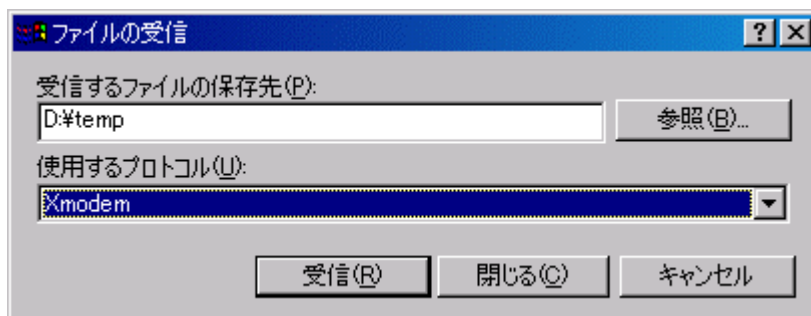 ファイルの受信
受信するファイルの保存先(P):
D:¥temp
参照(B)...
使用するプロトコル(U):
Xmodem
受信(R)
閉じる(C)
キャンセル